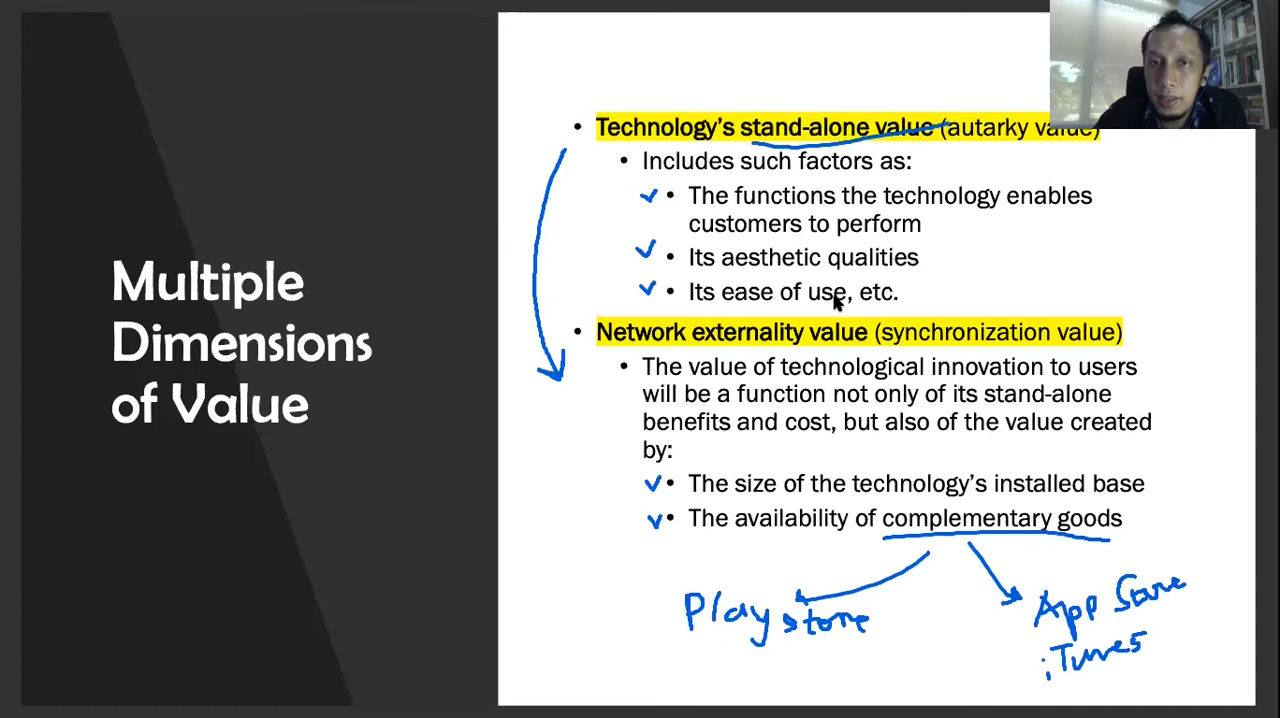 Multiple
Dimensions
of Value
• Technology's stand-alone value (autarky value)
• Includes such factors as:
• The functions the technology enables
customers to perform
• Its aesthetic qualities
• Its ease of use, etc.
• Network externality value (synchronization value)
• The value of technological innovation to users
will be a function not only of its stand-alone
benefits and cost, but also of the value created
by:
• The size of the technology's installed base
• The availability of complementary goods
Play store
App Store
iTunes